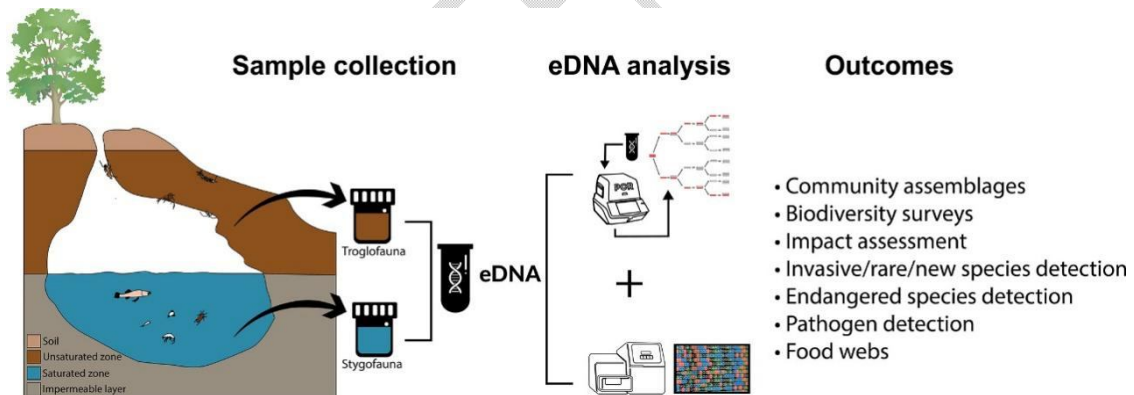 Sample collection
eDNA analysis
Outcomes
Troglofauna
Stygofauna
eDNA
PCR
Soil
Unsaturated zone
Saturated zone
Impermeable layer
• Community assemblages
• Biodiversity surveys
• Impact assessment
• Invasive/rare/new species detection
• Endangered species detection
• Pathogen detection
• Food webs